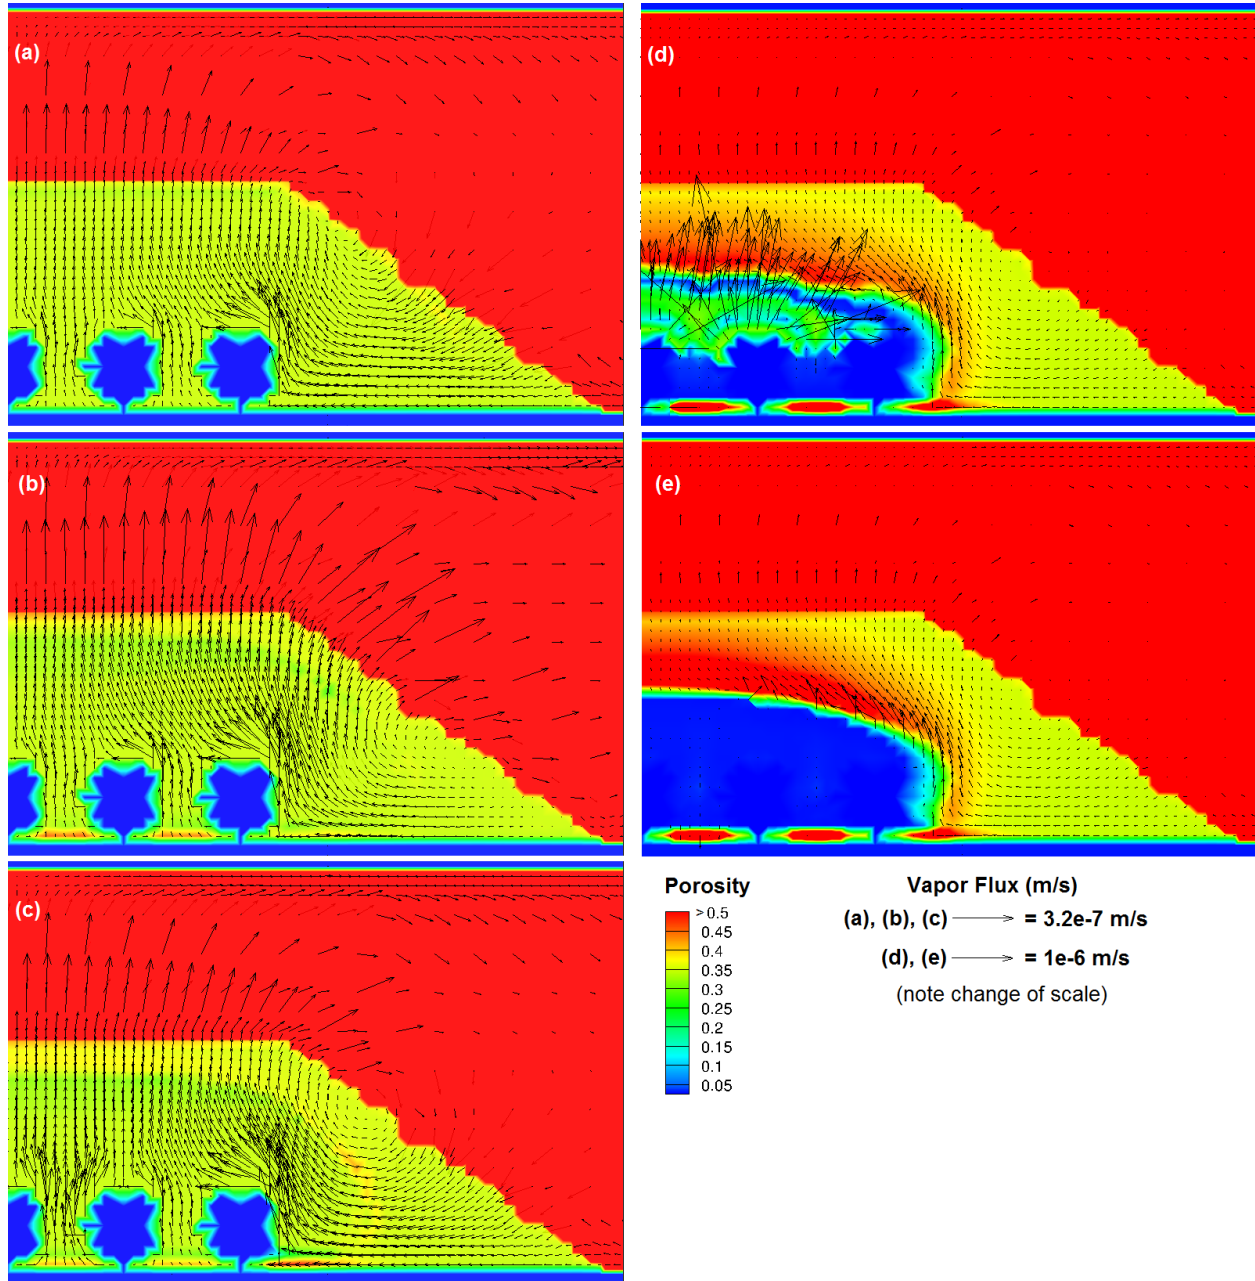 (a)
(d)
(b)
(e)
(c)
Porosity
> 0.5
0.45
0.4
0.35
0.3
0.25
0.2
0.15
0.1
0.05
Vapor Flux (m/s)
(a), (b), (c) = 3.2e-7 m/s
(d), (e) = 1e-6 m/s
(note change of scale)